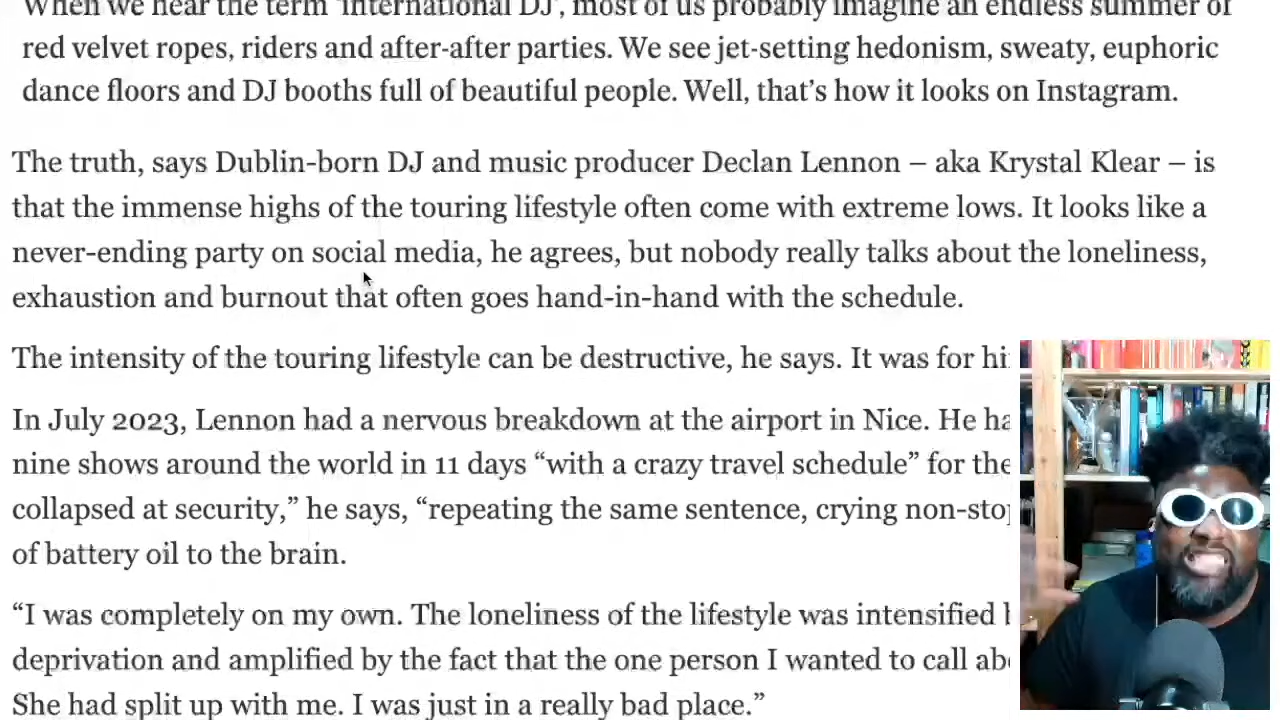 When we hear the term 'international DJ', most of us probably imagine an endless summer of
red velvet ropes, riders and after-after parties. We see jet-setting hedonism, sweaty, euphoric
dance floors and DJ booths full of beautiful people. Well, that’s how it looks on Instagram.
The truth, says Dublin-born DJ and music producer Declan Lennon – aka Krystal Klear – is
that the immense highs of the touring lifestyle often come with extreme lows. It looks like a
never-ending party on social media, he agrees, but nobody really talks about the loneliness,
exhaustion and burnout that often goes hand-in-hand with the schedule.
The intensity of the touring lifestyle can be destructive, he says. It was for
In July 2023, Lennon had a nervous breakdown at the airport in Nice. He
nine shows around the world in 11 days “with a crazy travel schedule” for the
collapsed at security,” he says, “repeating the same sentence, crying
of battery oil to the brain.
“I was completely on my own. The loneliness of the lifestyle was intensified
deprivation and amplified by the fact that the one person I wanted to call
She had split up with me. I was just in a really bad place.”